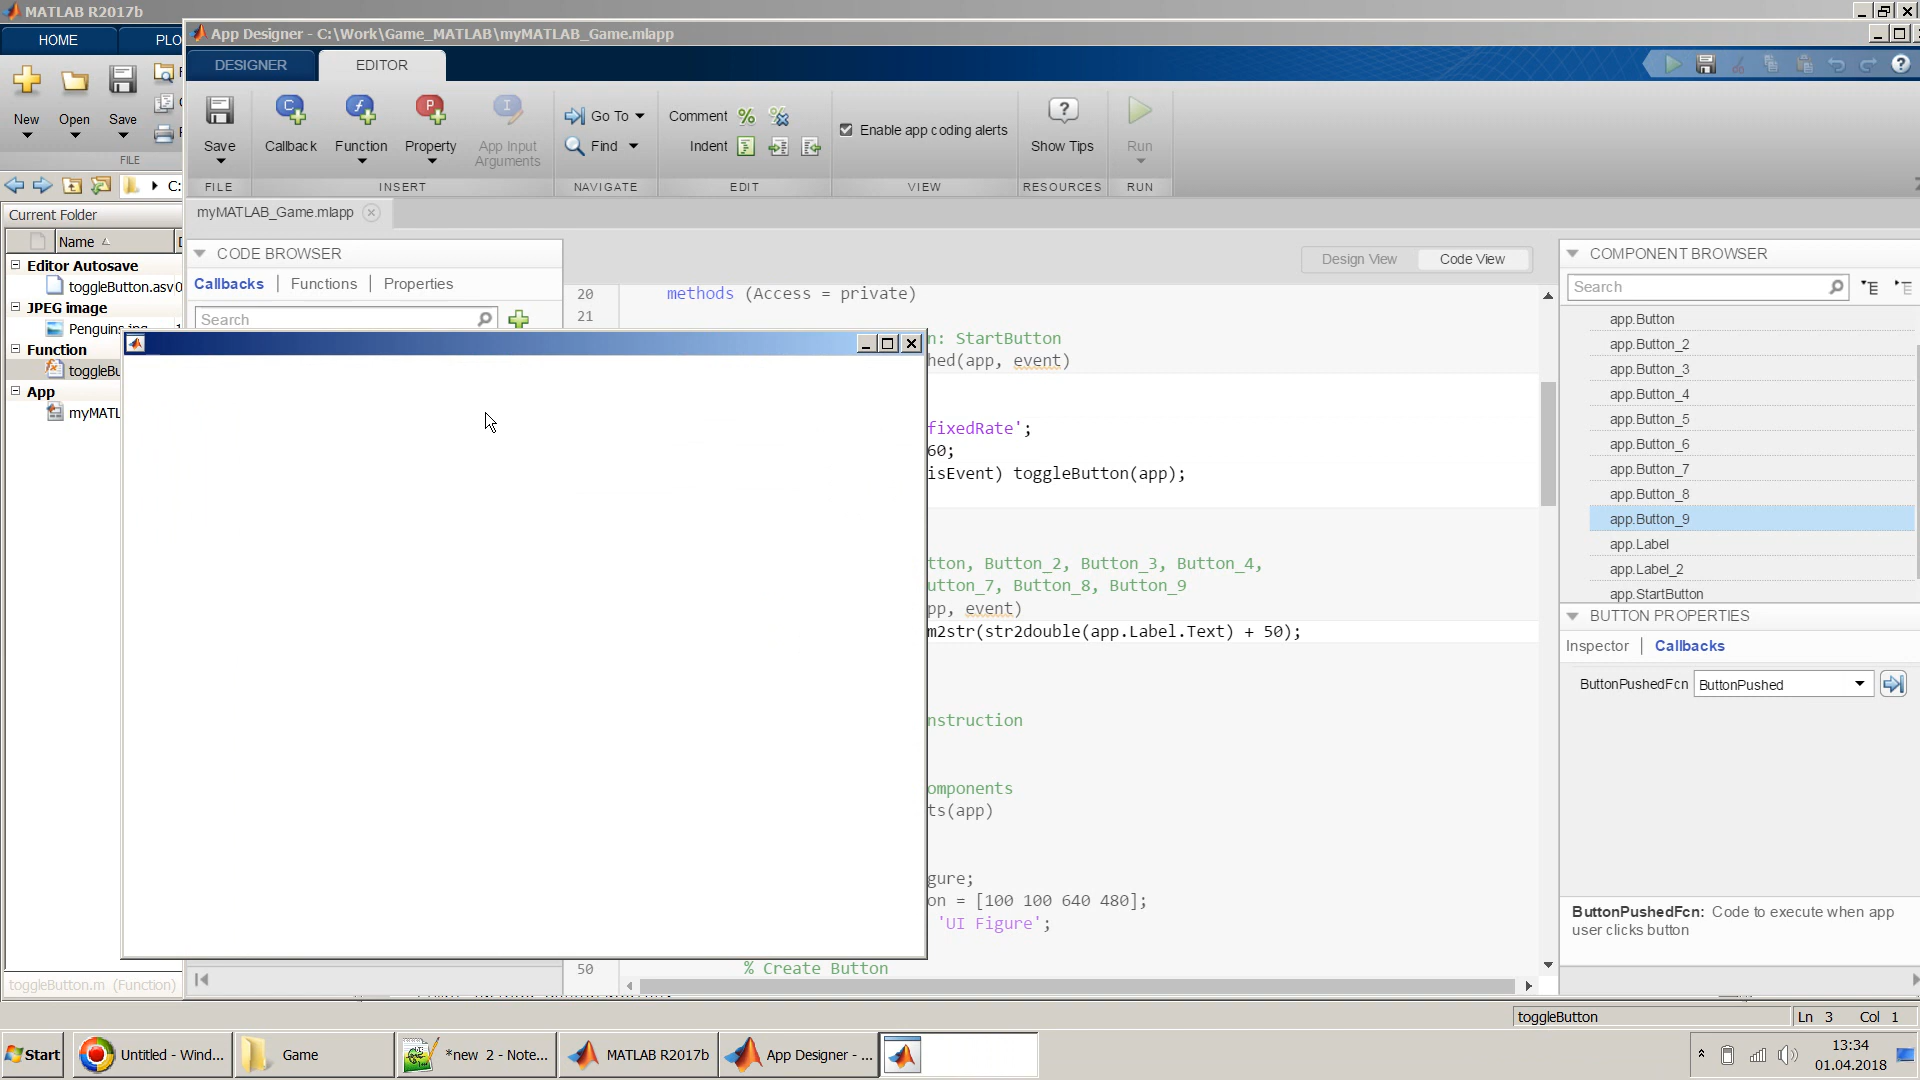 MATLAB R2017b
App Designer - C:\Work\Game_MATLAB\myMATLAB_Game.mlapp
HOME
PLO
DESIGNER
EDITOR
New
Open
Save
FILE
Save
Callback
Function
Property
App Input
Arguments
Go To
Find
Comment
Indent
Enable app coding alerts
Show Tips
Run
FILE
INSERT
NAVIGATE
EDIT
VIEW
RESOURCES
RUN
C:
myMATLAB_Game.mlapp
Current Folder
Name
Editor Autosave
toggleButton.asv
JPEG image
Penguins.jpg
Function
toggleBu
App
myMATL
toggleButton.m (Function)
CODE BROWSER
Callbacks
Functions
Properties
Search
Design View
Code View
20 methods (Access = private)
21
n: StartButton
hed(app, event)
fixedRate';
60;
isEvent) toggleButton(app);
tton, Button_2, Button_3, Button_4,
utton_7, Button_8, Button_9
pp, event)
m2str(str2double(app.Label.Text) + 50);
nstruction
omponents
ts(app)
gure;
on = [100 100 640 480];
'UI Figure';
50 % Create Button
COMPONENT BROWSER
Search
app.Button
app.Button_2
app.Button_3
app.Button_4
app.Button_5
app.Button_6
app.Button_7
app.Button_8
app.Button_9
app.Label
app.Label_2
app.StartButton
BUTTON PROPERTIES
Inspector
Callbacks
ButtonPushedFcn
ButtonPushed
ButtonPushedFcn: Code to execute when app
user clicks button
toggleButton
Ln 3 Col 1
Start
Untitled - Wind...
Game
*new 2 - Note...
MATLAB R2017b
App Designer - ...
13:34
01.04.2018